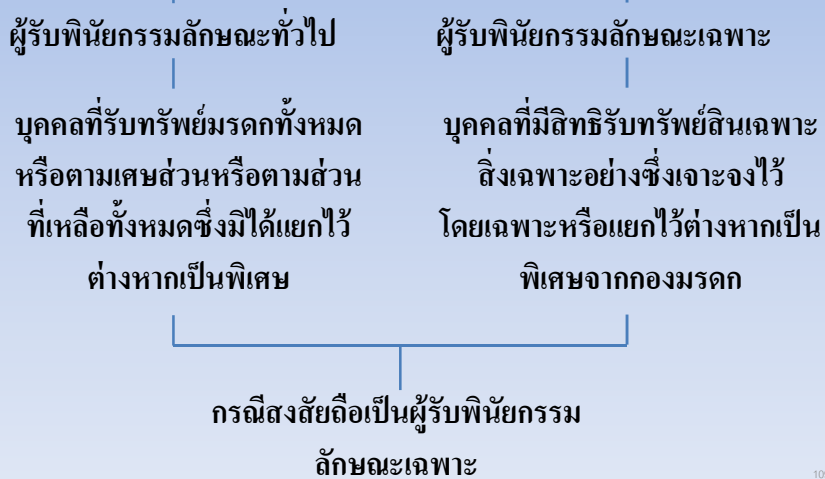 ผู้รับพินัยกรรมลักษณะทั่วไป
บุคคลที่รับทรัพย์มรดกทั้งหมด
หรือตามเศษส่วนหรือตามส่วน
ที่เหลือทั้งหมดซึ่งมิได้แยกไว้
ต่างหากเป็นพิเศษ
ผู้รับพินัยกรรมลักษณะเฉพาะ
บุคคลที่มีสิทธิรับทรัพย์สินเฉพาะ
สิ่งเฉพาะอย่างซึ่งเจาะจงไว้
โดยเฉพาะหรือแยกไว้ต่างหากเป็น
พิเศษจากกองมรดก
กรณีสงสัยถือเป็นผู้รับพินัยกรรม
ลักษณะเฉพาะ